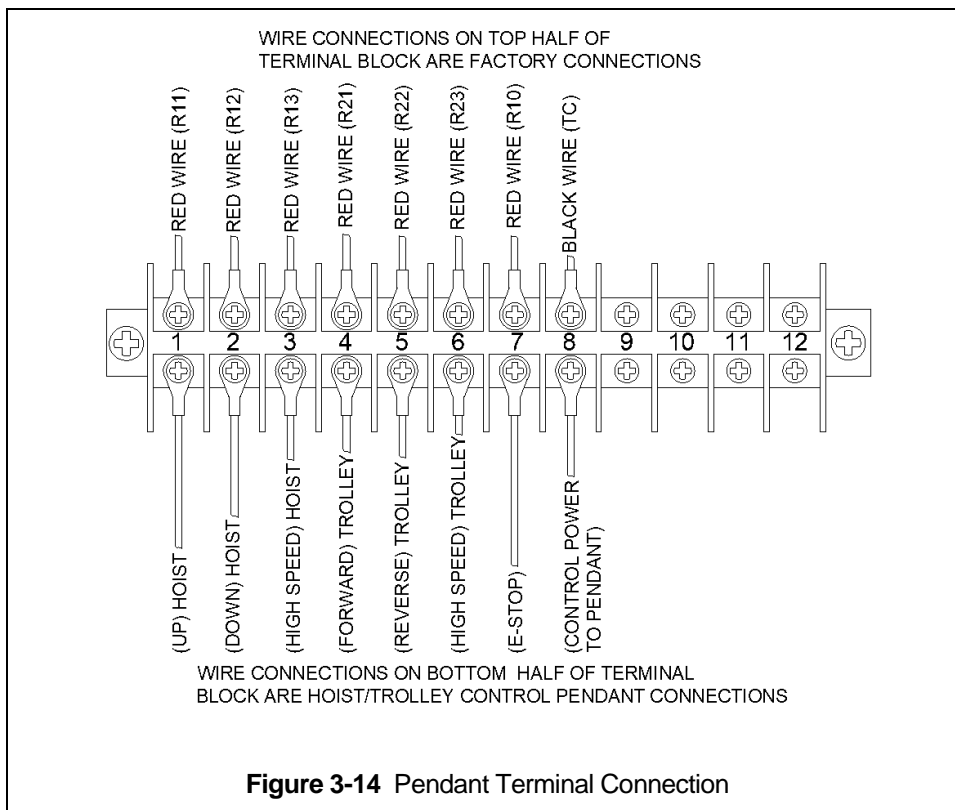 WIRE CONNECTIONS ON TOP HALF OF
TERMINAL BLOCK ARE FACTORY CONNECTIONS
RED WIRE (R11)
RED WIRE (R12)
RED WIRE (R13)
RED WIRE (R21)
RED WIRE (R22)
RED WIRE (R23)
RED WIRE (R10)
BLACK WIRE (TC)
1 2 3 4 5 6 7 8 9 10 11 12
(UP) HOIST
(DOWN) HOIST
(HIGH SPEED) HOIST
(FORWARD) TROLLEY
(REVERSE) TROLLEY
(HIGH SPEED) TROLLEY
(E-STOP)
(CONTROL POWER
TO PENDANT)
WIRE CONNECTIONS ON BOTTOM HALF OF TERMINAL
BLOCK ARE HOIST/TROLLEY CONTROL PENDANT CONNECTIONS
Figure 3-14 Pendant Terminal Connection